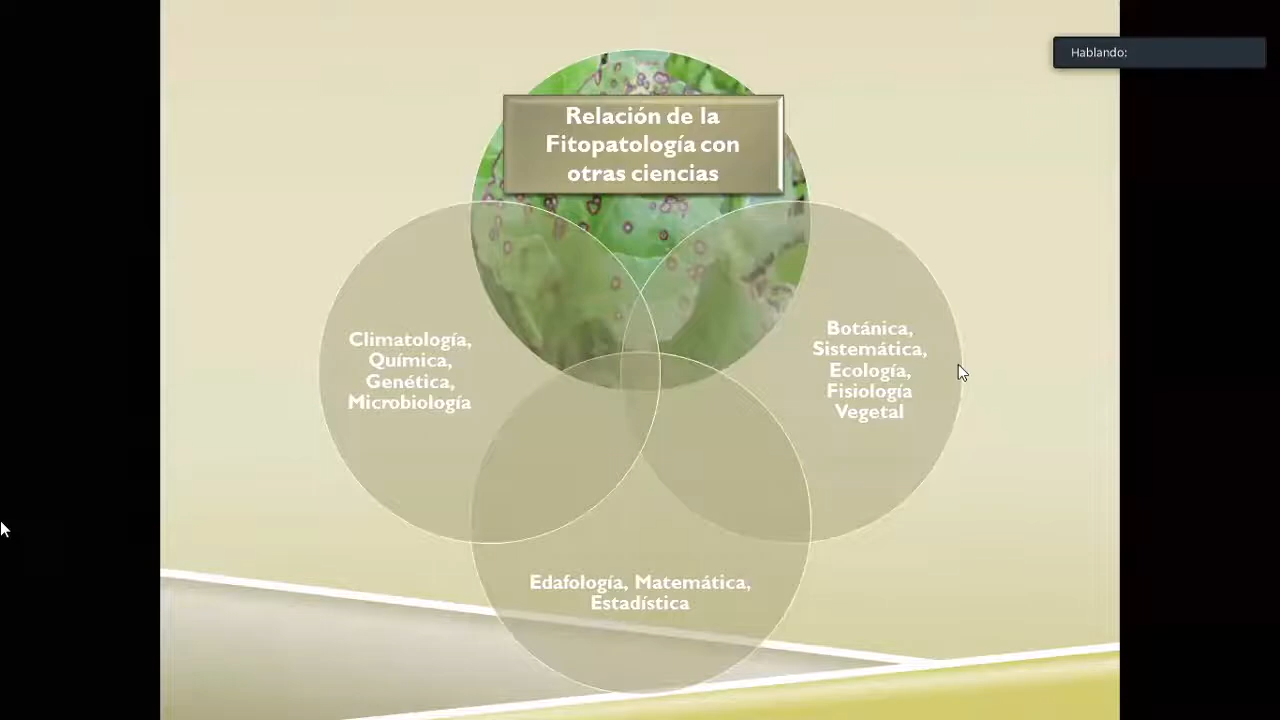 Hablando:
Relación de la
Fitopatología con
otras ciencias
Climatología,
Química,
Genética,
Microbiología
Botánica,
Sistemática,
Ecología,
Fisiología
Vegetal
Edafología, Matemática,
Estadística